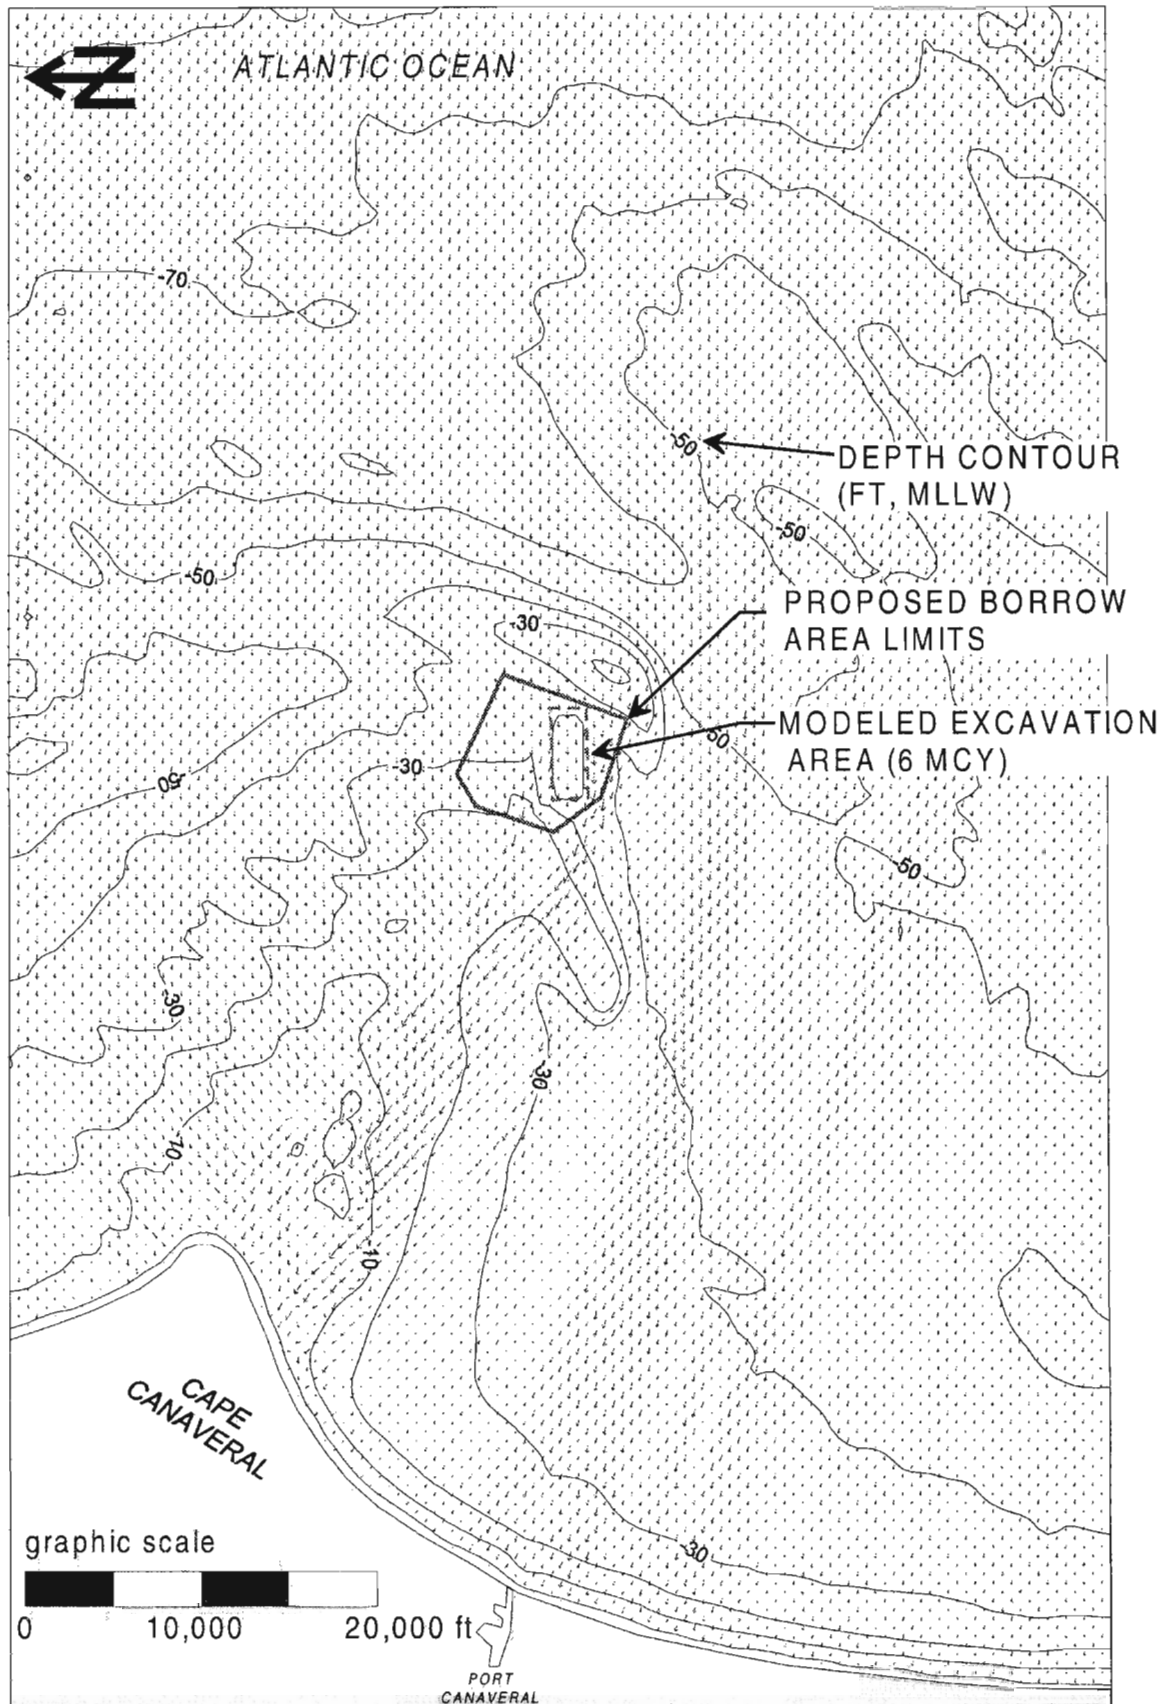 N
ATLANTIC OCEAN
-70
-50
DEPTH CONTOUR
(FT, MLLW)
-50
-50
PROPOSED BORROW
AREA LIMITS
-30
MODELED EXCAVATION
AREA (6 MCY)
-50
-30
-50
-50
-30
-30
-10
-10
CAPE
CANAVERAL
graphic scale
-30
0 10,000 20,000 ft
PORT
CANAVERAL